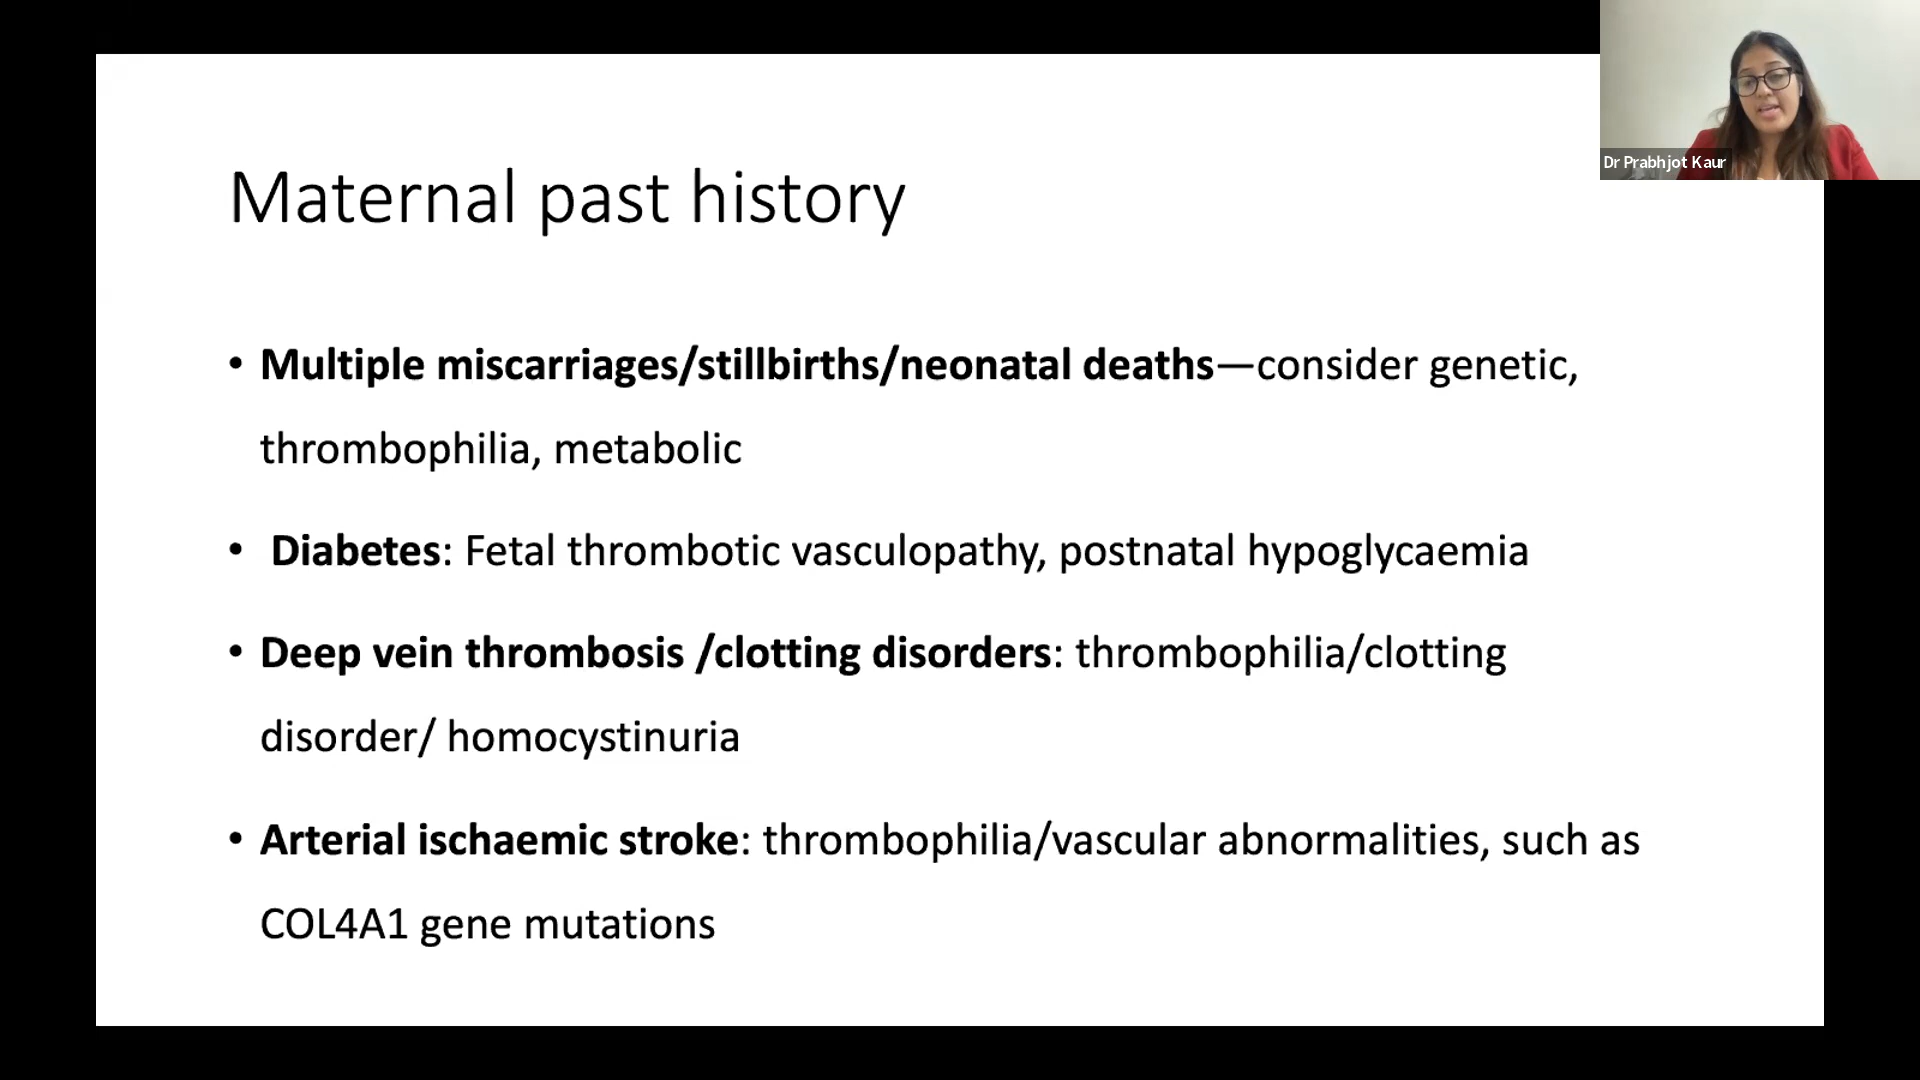 Dr Prabhjot Kaur
Maternal past history
• Multiple miscarriages/stillbirths/neonatal deaths—consider genetic,
thrombophilia, metabolic
• Diabetes: Fetal thrombotic vasculopathy, postnatal hypoglycaemia
• Deep vein thrombosis /clotting disorders: thrombophilia/clotting
disorder/ homocystinuria
• Arterial ischaemic stroke: thrombophilia/vascular abnormalities, such as
COL4A1 gene mutations